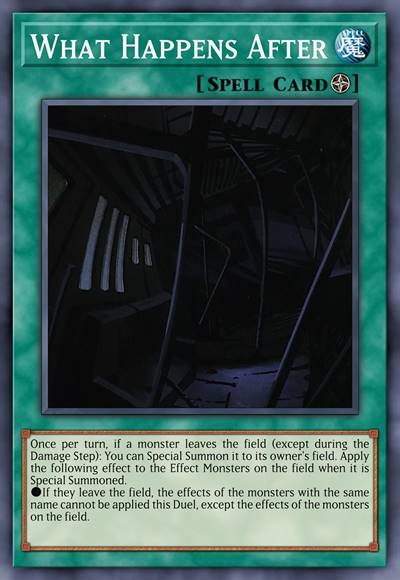 WHAT HAPPENS AFTER 魔
[SPELL CARD]
Once per turn, if a monster leaves the field (except during the
Damage Step): You can Special Summon it to its owner's field. Apply
the following effect to the Effect Monsters on the field when it is
Special Summoned.
●If they leave the field, the effects of the monsters with the same
name cannot be applied this Duel, except the effects of the monsters
on the field.